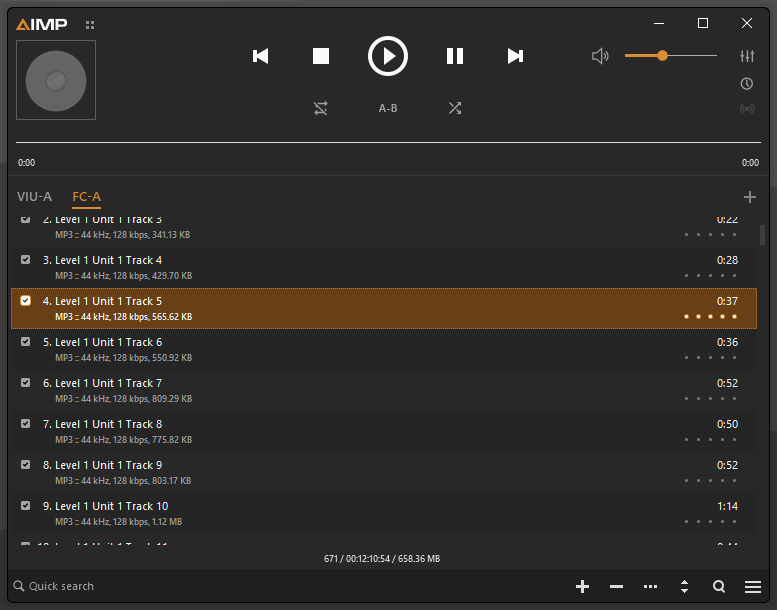 AIMP
A-B
0:00
0:00
VIU-A FC-A
2. Level 1 Unit 1 Track 3 0:22
MP3 :: 44 kHz, 128 kbps, 341.13 KB
3. Level 1 Unit 1 Track 4 0:28
MP3 :: 44 kHz, 128 kbps, 429.70 KB
4. Level 1 Unit 1 Track 5 0:37
MP3 :: 44 kHz, 128 kbps, 565.62 KB
5. Level 1 Unit 1 Track 6 0:36
MP3 :: 44 kHz, 128 kbps, 550.92 KB
6. Level 1 Unit 1 Track 7 0:52
MP3 :: 44 kHz, 128 kbps, 809.29 KB
7. Level 1 Unit 1 Track 8 0:50
MP3 :: 44 kHz, 128 kbps, 775.82 KB
8. Level 1 Unit 1 Track 9 0:52
MP3 :: 44 kHz, 128 kbps, 803.17 KB
9. Level 1 Unit 1 Track 10 1:14
MP3 :: 44 kHz, 128 kbps, 1.12 MB
10. Level 1 Unit 1 Track 11
671 / 00:12:10:54 / 658.36 MB
Quick search